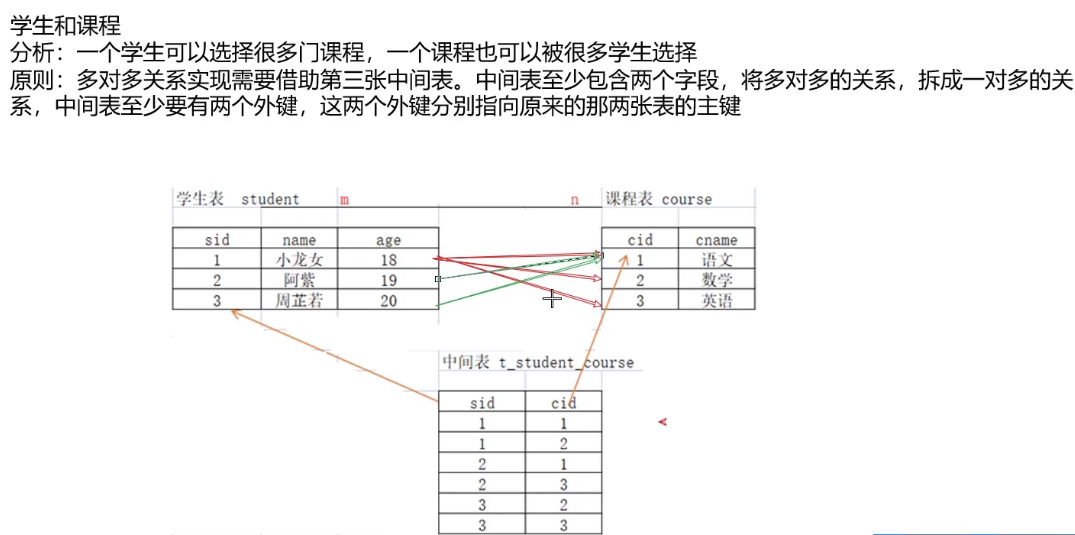 学生和课程
分析：一个学生可以选择很多门课程，一个课程也可以被很多学生选择
原则：多对多关系实现需要借助第三张中间表。中间表至少包含两个字段，将多对多的关系，拆成一对多的关
系，中间表至少要有两个外键，这两个外键分别指向原来的那两张表的主键
学生表 student m n 课程表 course
sid name age cid cname
1 小龙女 18 1 语文
2 阿紫 19 2 数学
3 周芷若 20 3 英语
中间表 t_student_course
sid cid
1 1
1 2
2 1
2 3
3 2
3 3